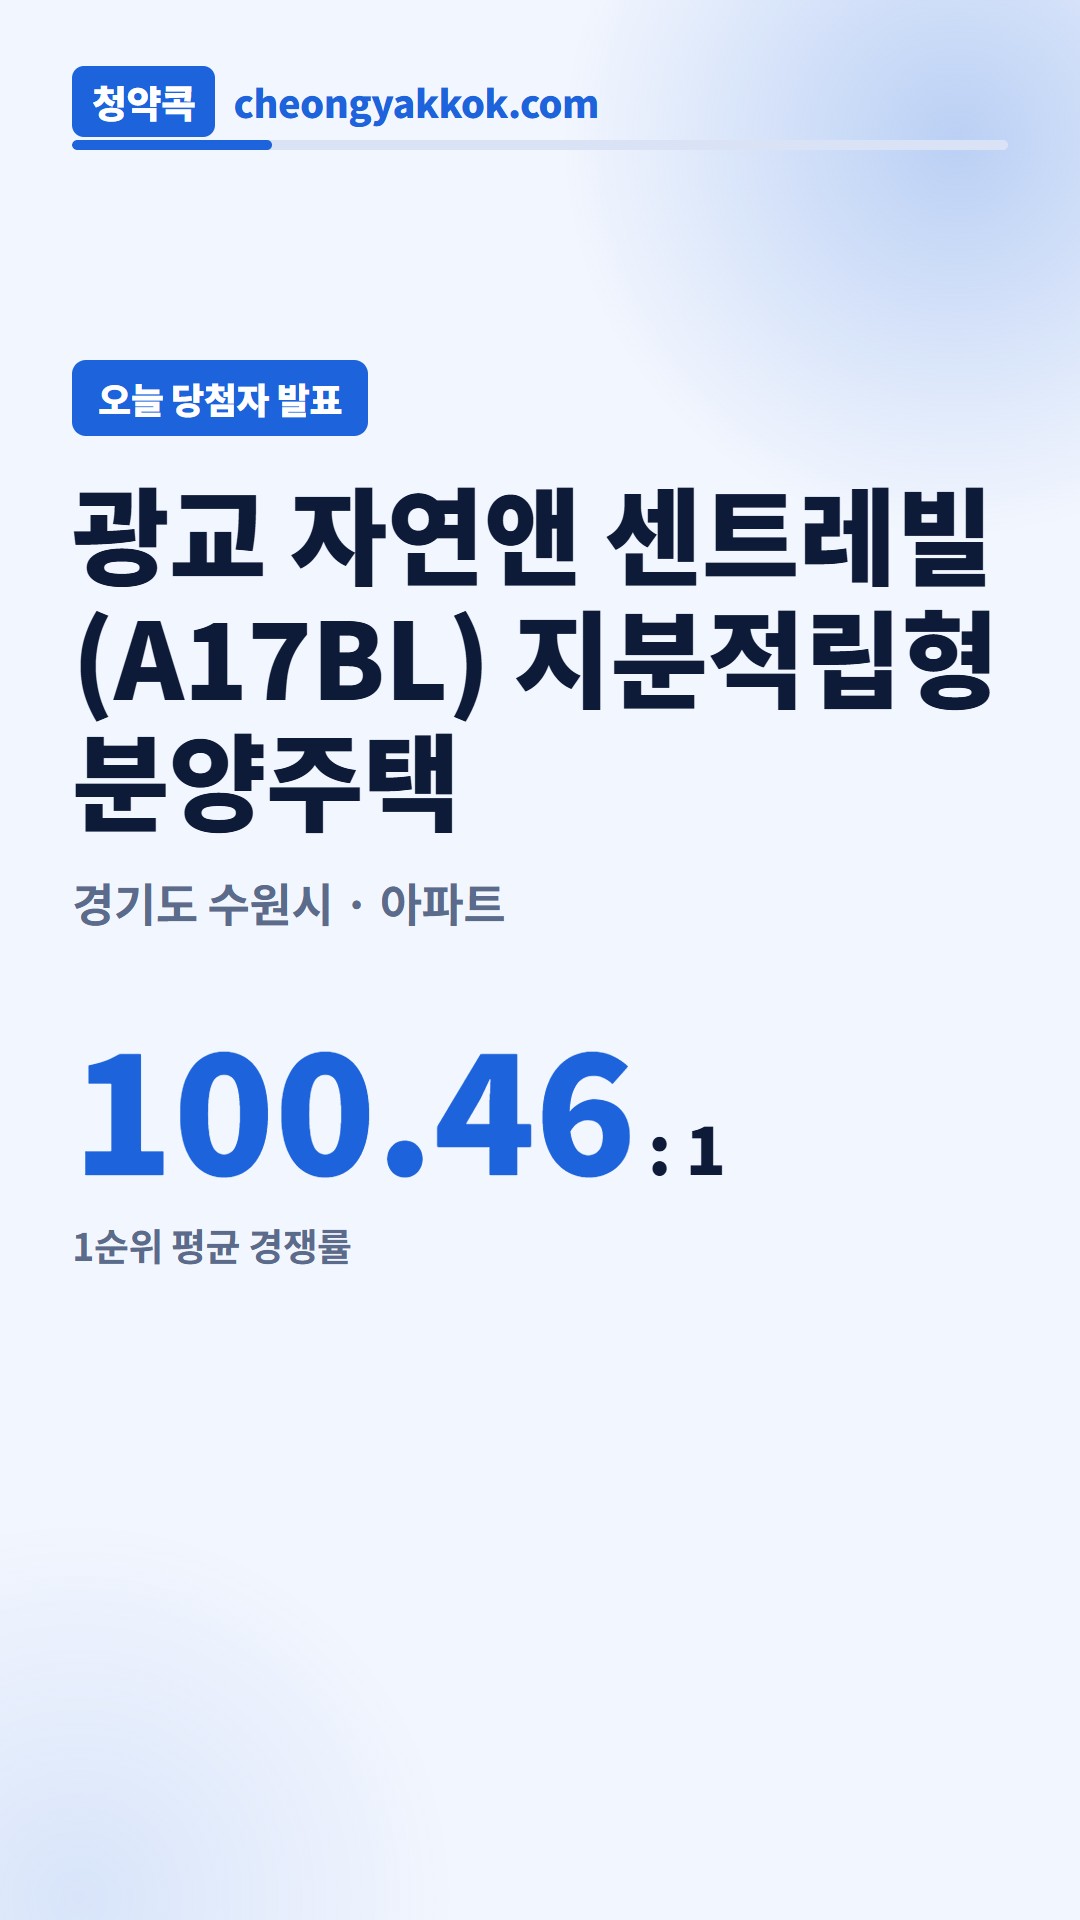 청약콕 cheongyakkok.com
오늘 당첨자 발표
광교 자연앤 센트레빌
(A17BL) 지분적립형
분양주택
경기도 수원시 · 아파트
100.46 : 1
1순위 평균 경쟁률